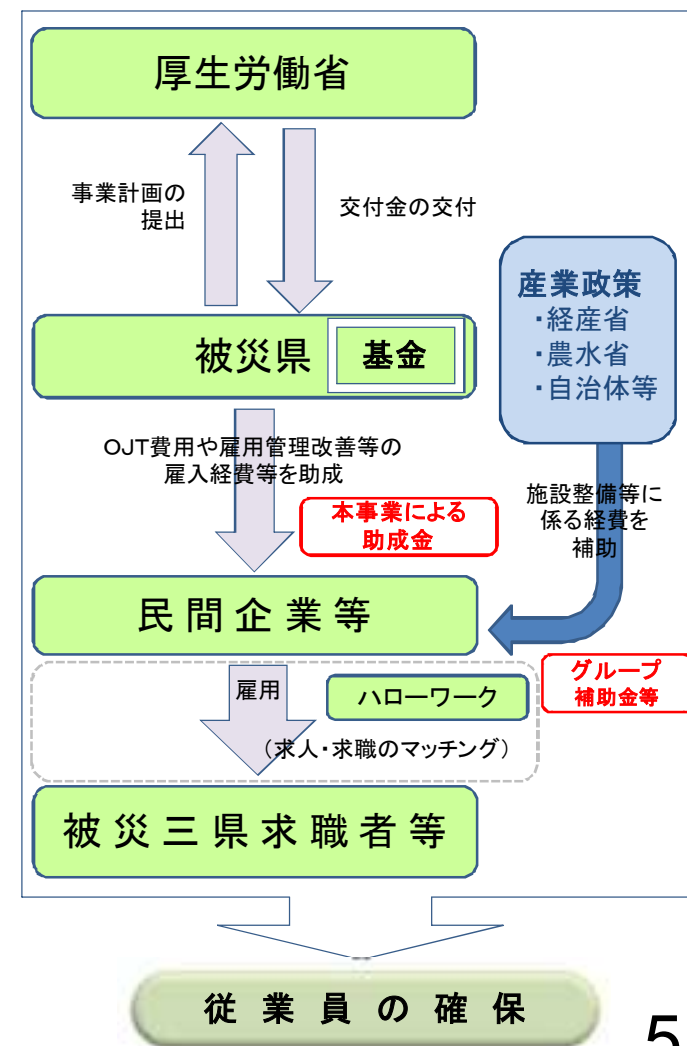 厚生労働省
事業計画の
提出
交付金の交付
産業政策
・経産省
・農水省
・自治体等
被災県
基金
OJT費用や雇用管理改善等の
雇入経費等を助成
本事業による
助成金
施設整備等に
係る経費を
補助
民間企業等
グループ
補助金等
雇用
ハローワーク
（求人・求職のマッチング）
被災三県求職者等
従業員の確保
5